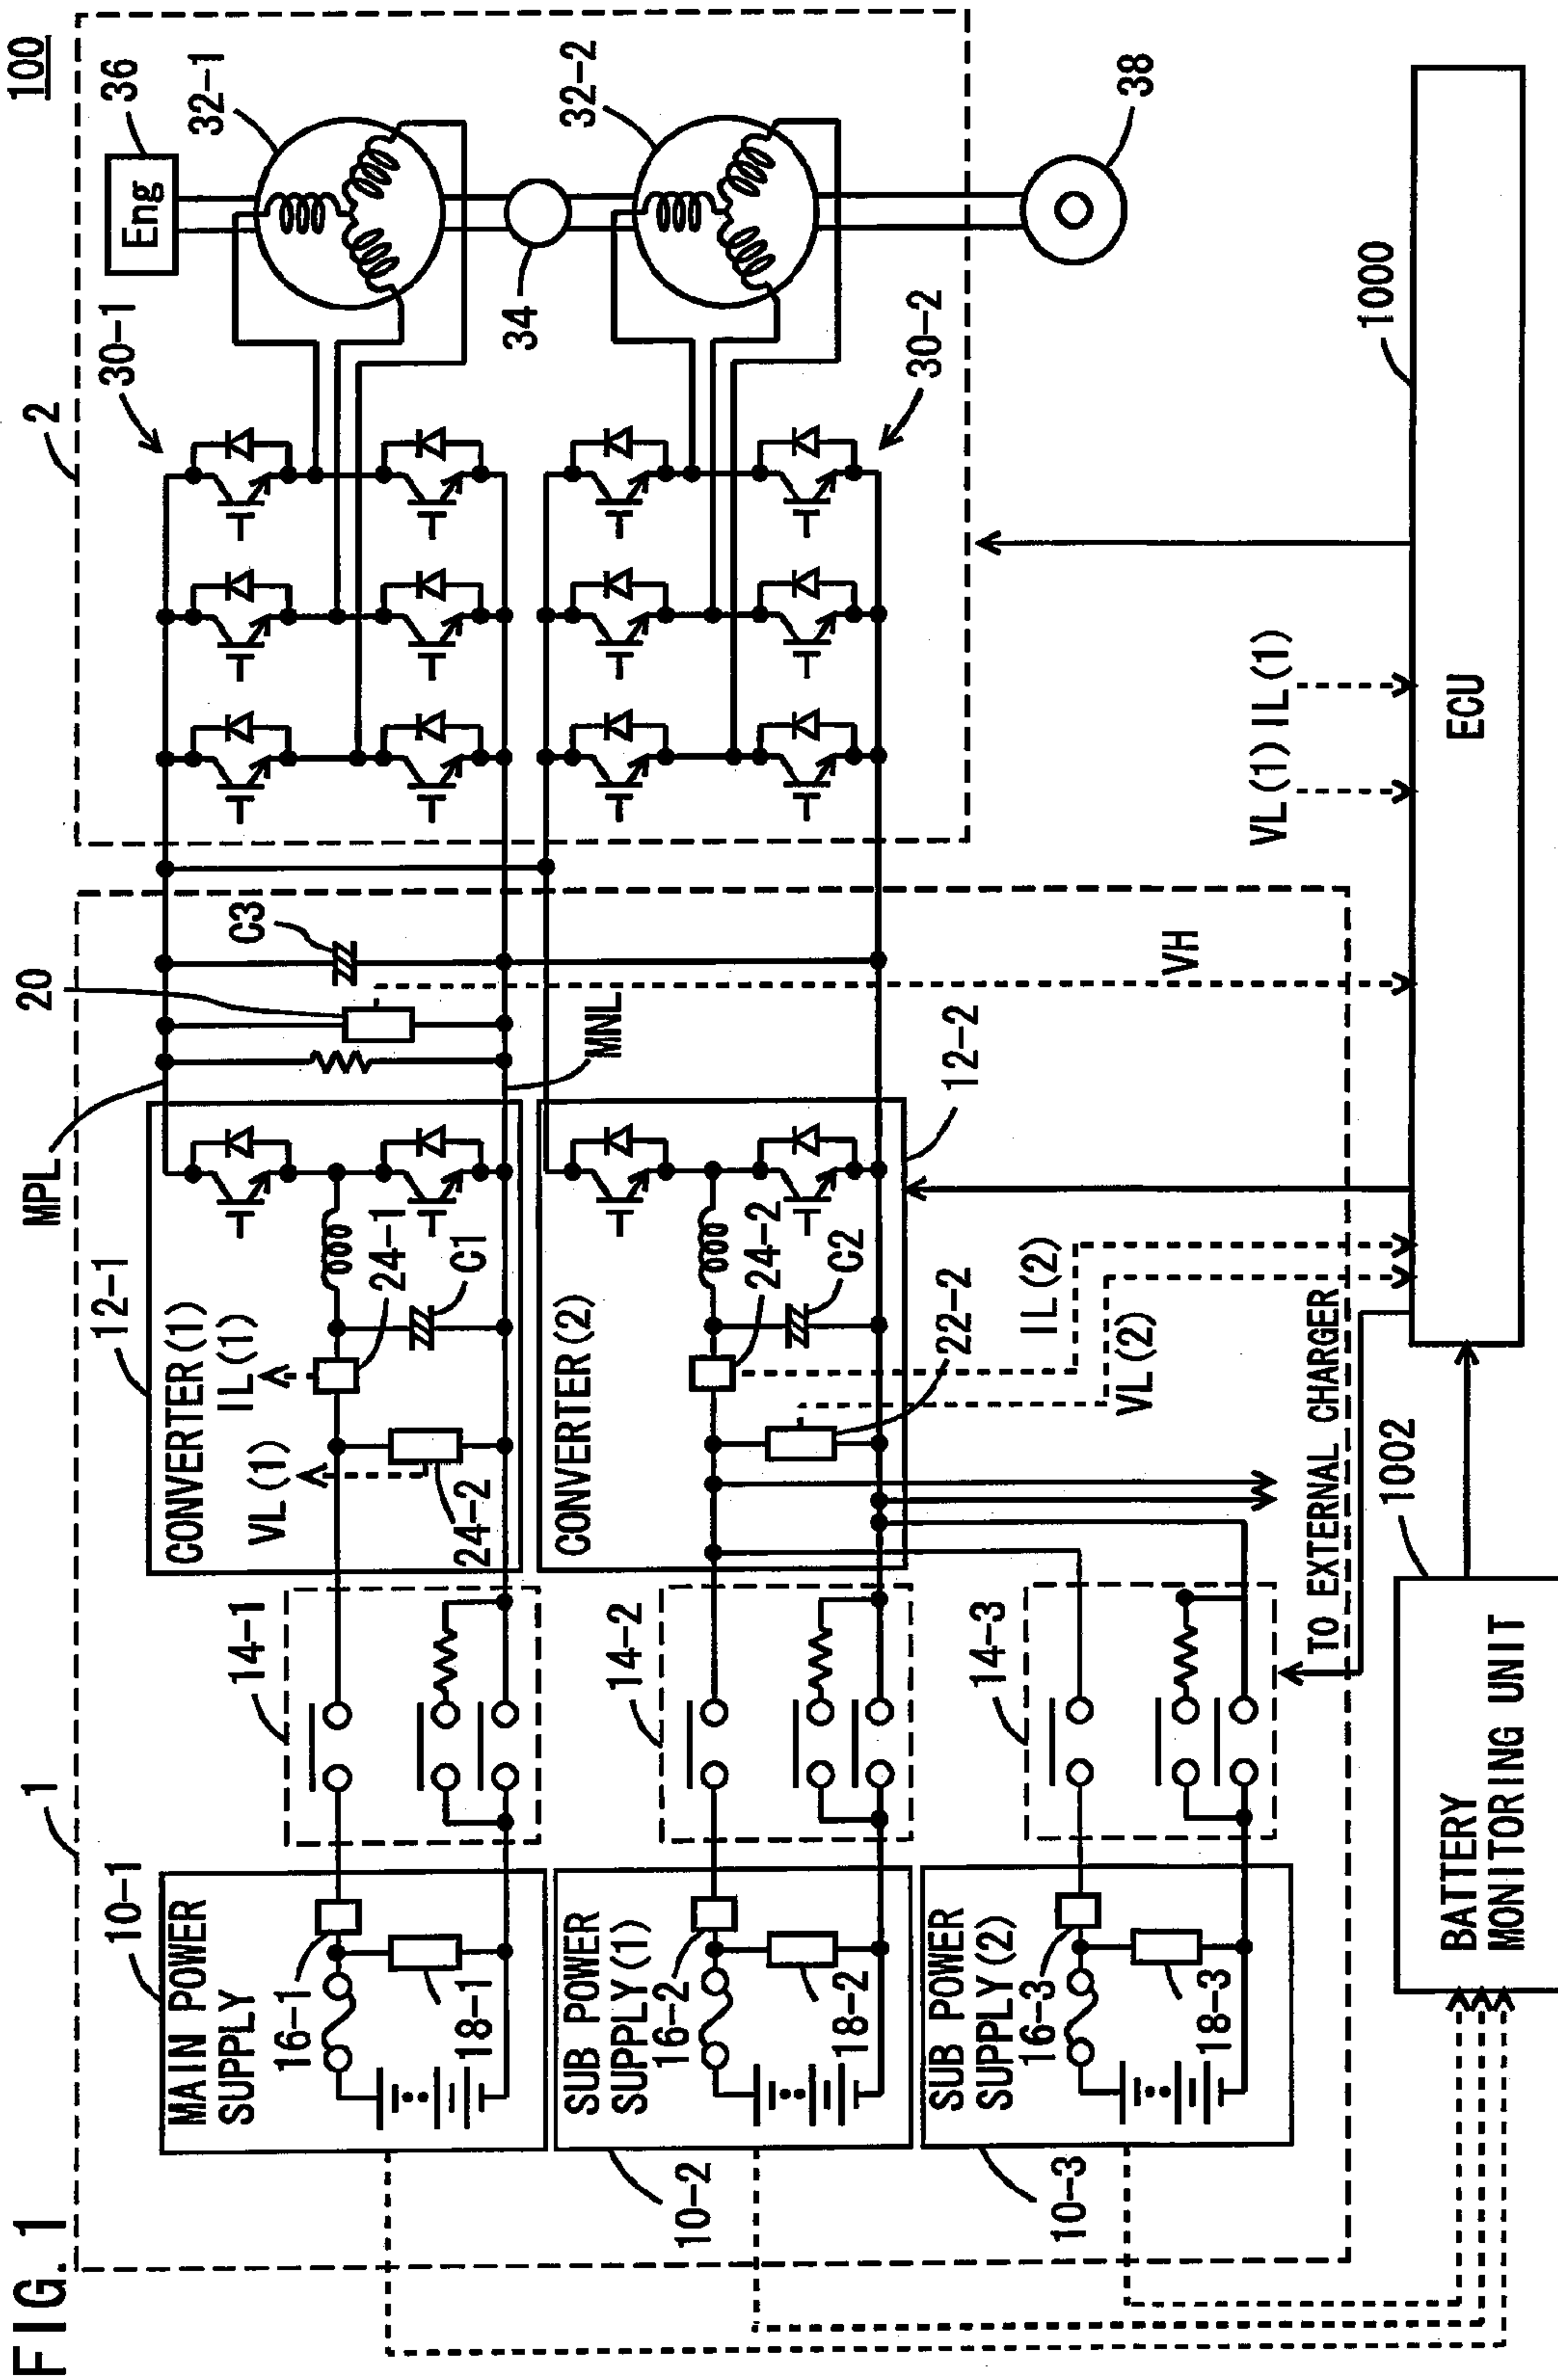 FIG. 1
100
1
2
MPL
20
C3
30-1
36
Eng
32-1
10-1
MAIN POWER
SUPPLY
16-1
18-1
14-1
12-1
CONVERTER(1)
VL(1)
IL(1)
24-2
24-1
C1
MNL
34
32-2
10-2
SUB POWER
SUPPLY(1)
16-2
18-2
14-2
CONVERTER(2)
24-2
C2
22-2
12-2
30-2
38
10-3
SUB POWER
SUPPLY(2)
16-3
18-3
14-3
IL(2)
VL(2)
VH
TO EXTERNAL CHARGER
VL(1)
IL(1)
1000
ECU
1002
BATTERY
MONITORING UNIT